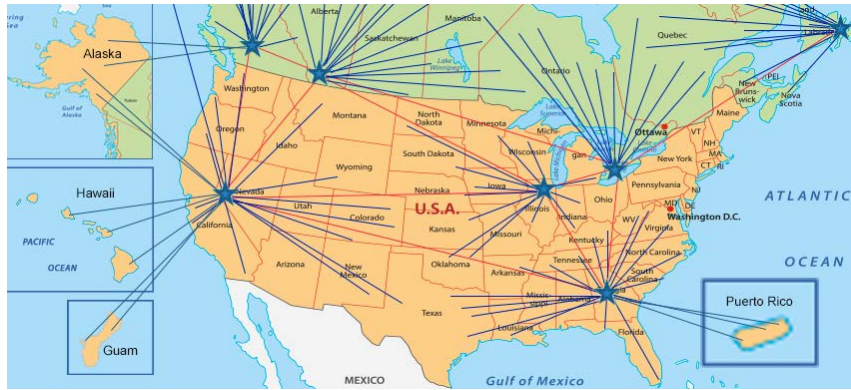 Alberta
Manitoba
Saskatchewan
Quebec
Lake
Winnipeg
Ontario
Alaska
Gulf of
Alaska
Washington
Montana
North
Dakota
Minnesota
Lake
Superior
Ottawa
New
Bruns-
wick
PEI
Nova
Scotia
Maine
Oregon
Idaho
South Dakota
Wisconsin
Michi-
gan
VT
NH
MA
CT
RI
New York
Wyoming
Hawaii
Nevada
Utah
Nebraska
Iowa
Illinois
Indiana
Ohio
Pennsylvania
NJ
MD
DE
Washington D.C.
ATLANTIC
OCEAN
U.S.A.
California
Colorado
Kansas
Missouri
Kentucky
WV
Virginia
PACIFIC
OCEAN
Arizona
New
Mexico
Oklahoma
Arkansas
Tennessee
North Carolina
South
Carolina
Texas
Missis-
sippi
Alabama
Louisiana
Florida
Puerto Rico
Guam
MEXICO
Gulf of Mexico